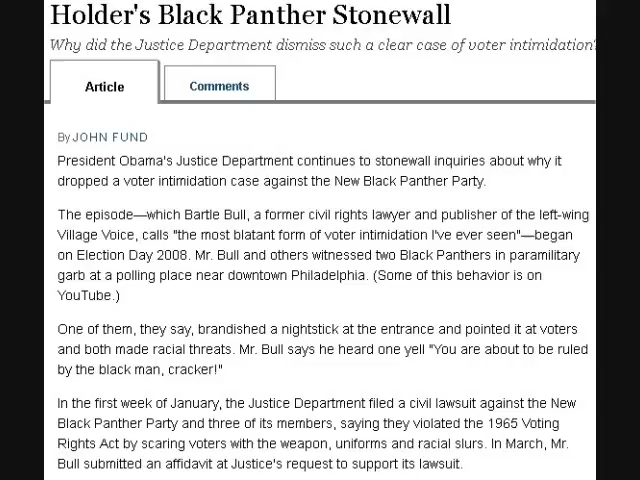 Holder's Black Panther Stonewall
Why did the Justice Department dismiss such a clear case of voter intimidation?
Article
Comments
By JOHN FUND
President Obama's Justice Department continues to stonewall inquiries about why it
dropped a voter intimidation case against the New Black Panther Party.
The episode—which Bartle Bull, a former civil rights lawyer and publisher of the left-wing
Village Voice, calls "the most blatant form of voter intimidation I've ever seen"—began
on Election Day 2008. Mr. Bull and others witnessed two Black Panthers in paramilitary
garb at a polling place near downtown Philadelphia. (Some of this behavior is on
YouTube.)
One of them, they say, brandished a nightstick at the entrance and pointed it at voters
and both made racial threats. Mr. Bull says he heard one yell "You are about to be ruled
by the black man, cracker!"
In the first week of January, the Justice Department filed a civil lawsuit against the New
Black Panther Party and three of its members, saying they violated the 1965 Voting
Rights Act by scaring voters with the weapon, uniforms and racial slurs. In March, Mr.
Bull submitted an affidavit at Justice's request to support its lawsuit.